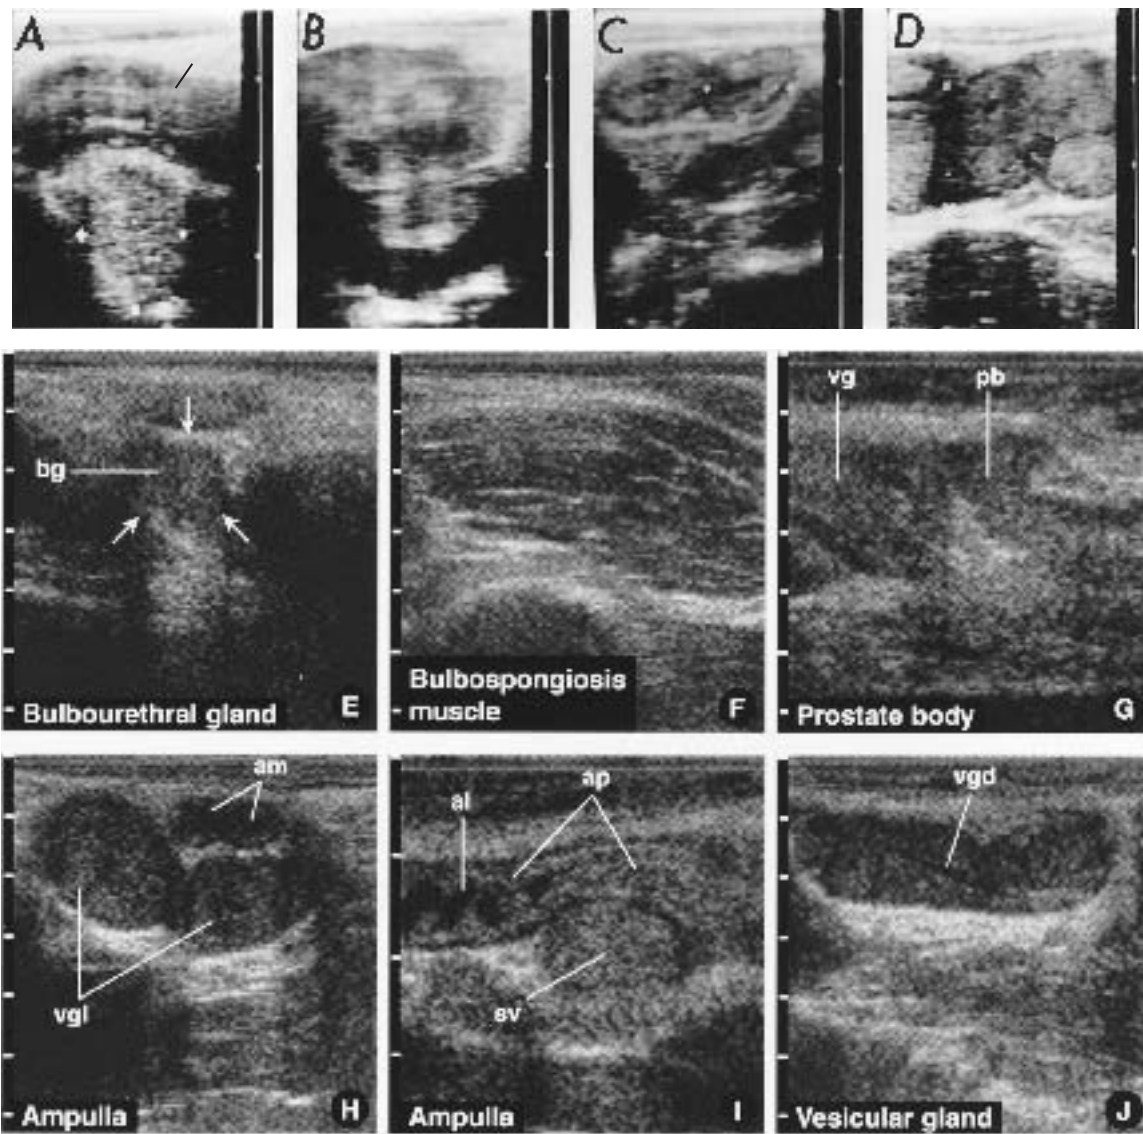 A
B
C
D
bg
Bulbourethral gland
E
Bulbospongiosis
muscle
F
vg
pb
Prostate body
G
am
vgl
Ampulla
H
al
ap
sv
Ampulla
I
vgd
Vesicular gland
J